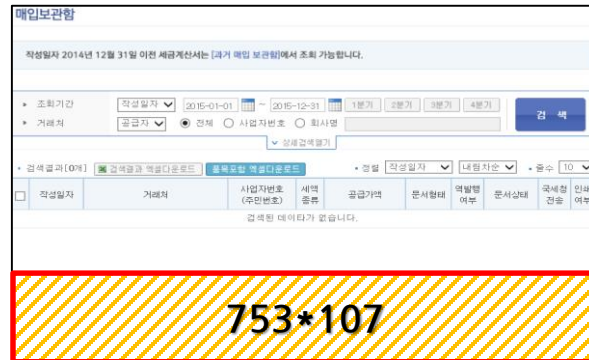 매입보관함
작성일자 2014년 12월 31일 이전 세금계산서는 [과거 매입 보관함]에서 조회 가능합니다.
조회기간 작성일자 2015-01-01 ~ 2015-12-31 1분기 2분기 3분기 4분기
거래처 공급자 전체 사업자번호 회사명
검 색
상세검색열기
검색결과[0개] 검색결과 엑셀다운로드 품목포함 엑셀다운로드 정렬 작성일자 내림차순 줄수 10
작성일자 거래처 사업자번호 (주민번호) 세액 종류 공급가액 문서형태 역발행 여부 문서상태 국세청 전송 인쇄 여부
검색된 데이타가 없습니다.
753*107